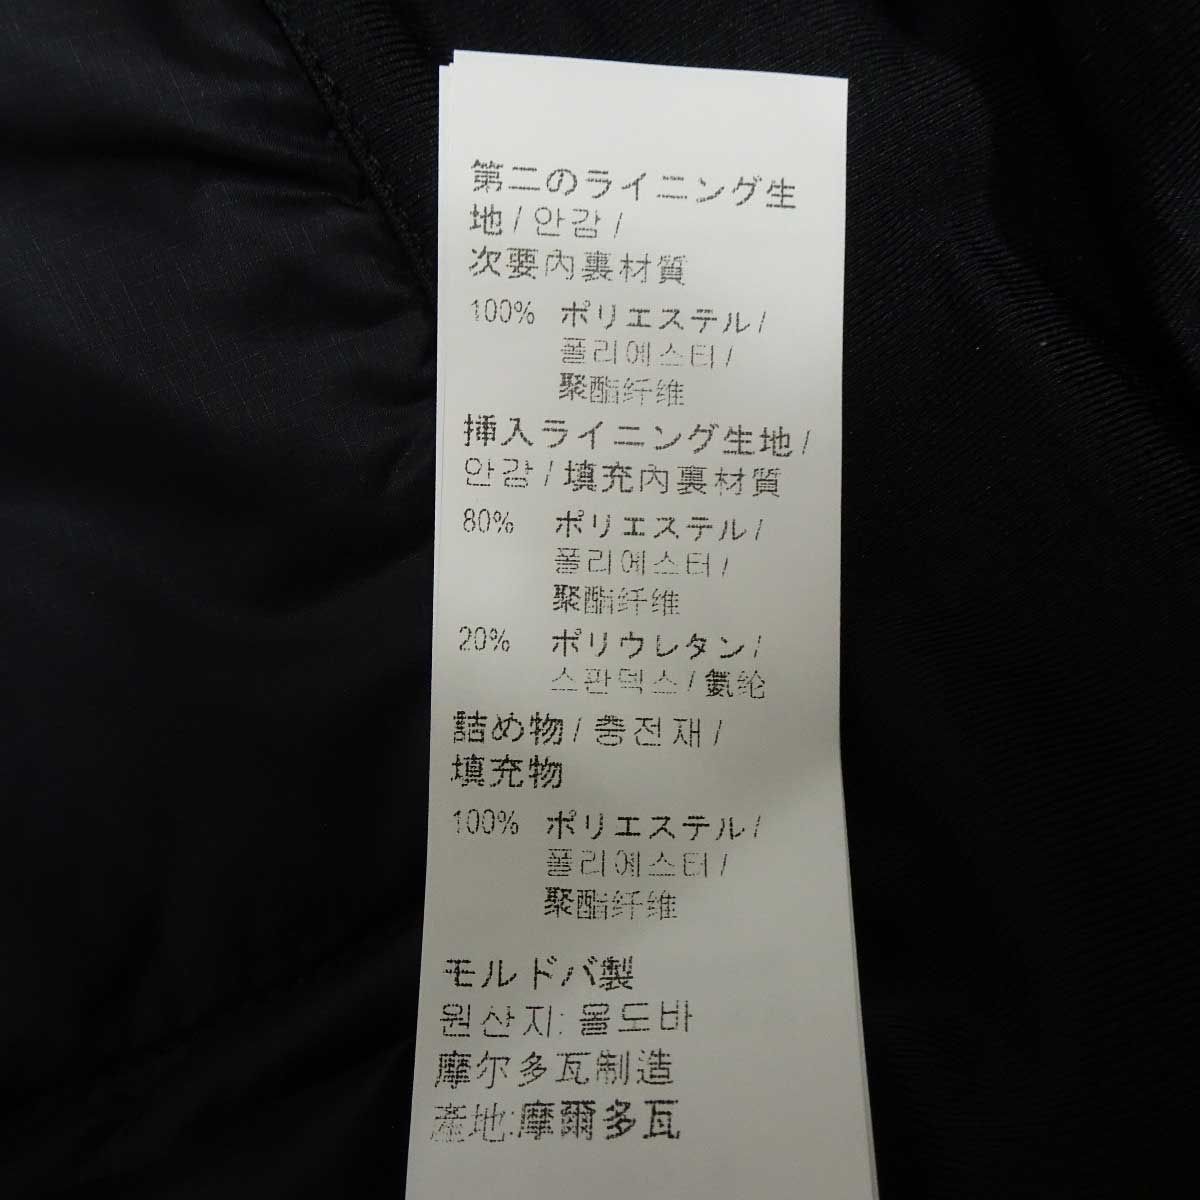 第二のライニング生
地 / 안감 /
次要內裏材質
100% ポリエステル /
폴리에스터 /
聚酯纤维
挿入ライニング生地 /
안감 / 填充內裏材質
80% ポリエステル /
폴리에스터 /
聚酯纤维
20% ポリウレタン /
스판덱스 / 氨纶
詰め物 / 충전재 /
填充物
100% ポリエステル /
폴리에스터 /
聚酯纤维
モルドバ製
원산지: 몰도바
摩尔多瓦制造
產地:摩爾多瓦